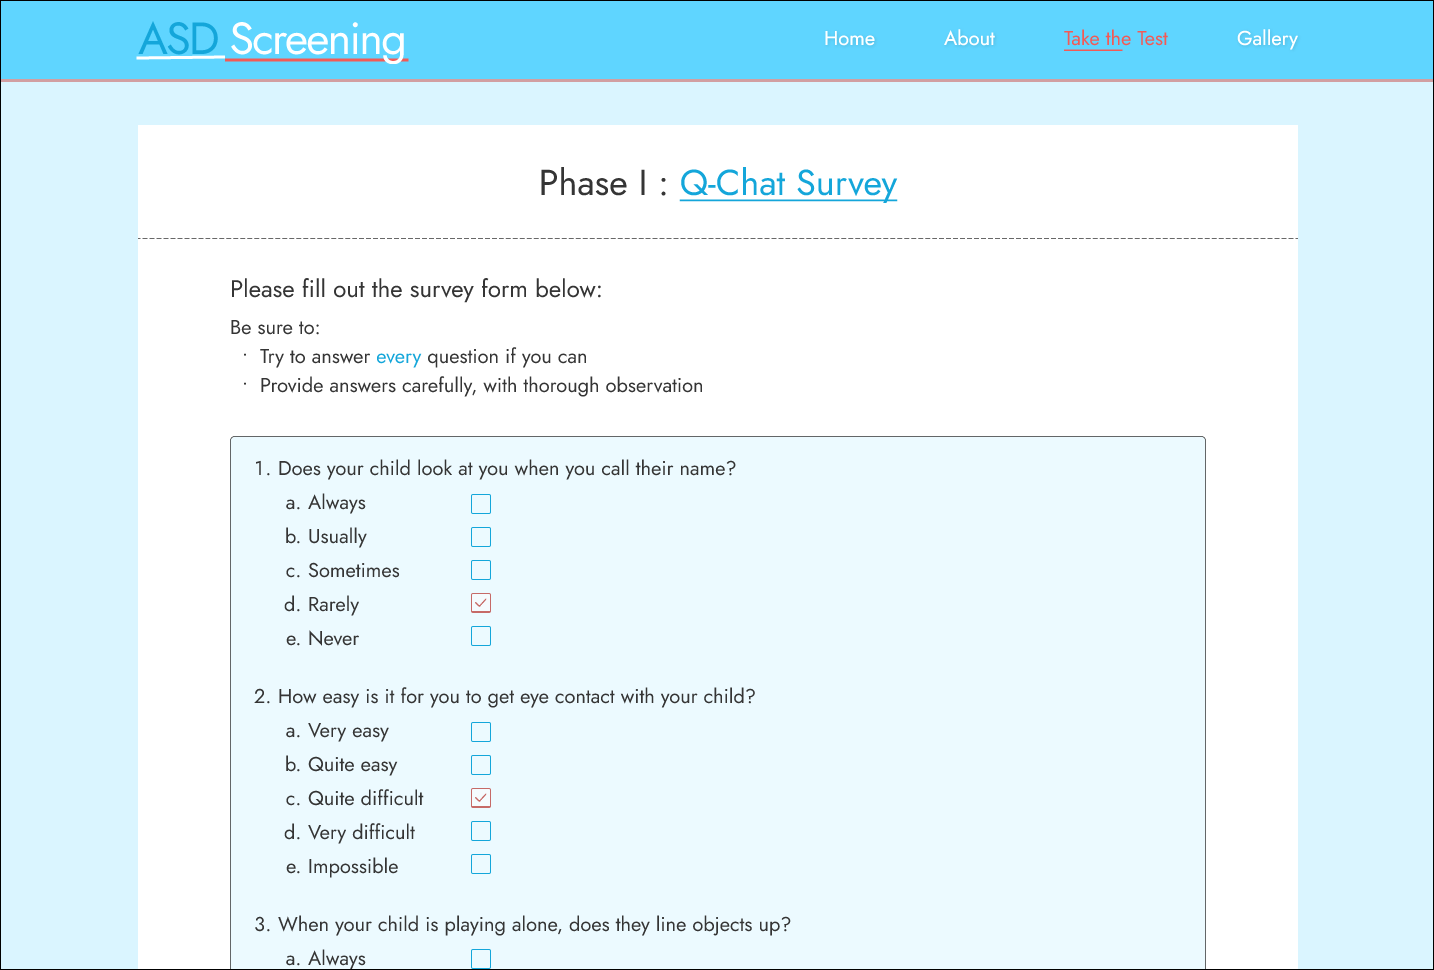 ASD Screening
Home About Take the Test Gallery
Phase I : Q-Chat Survey
Please fill out the survey form below:
Be sure to:
· Try to answer every question if you can
· Provide answers carefully, with thorough observation
1. Does your child look at you when you call their name?
a. Always
b. Usually
c. Sometimes
d. Rarely
e. Never
2. How easy is it for you to get eye contact with your child?
a. Very easy
b. Quite easy
c. Quite difficult
d. Very difficult
e. Impossible
3. When your child is playing alone, does they line objects up?
a. Always